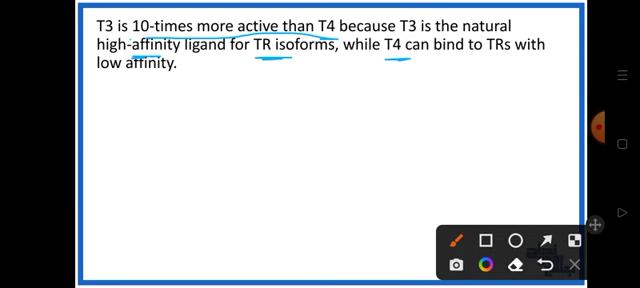 T3 is 10-times more active than T4 because T3 is the natural
high-affinity ligand for TR isoforms, while T4 can bind to TRs with
low affinity.